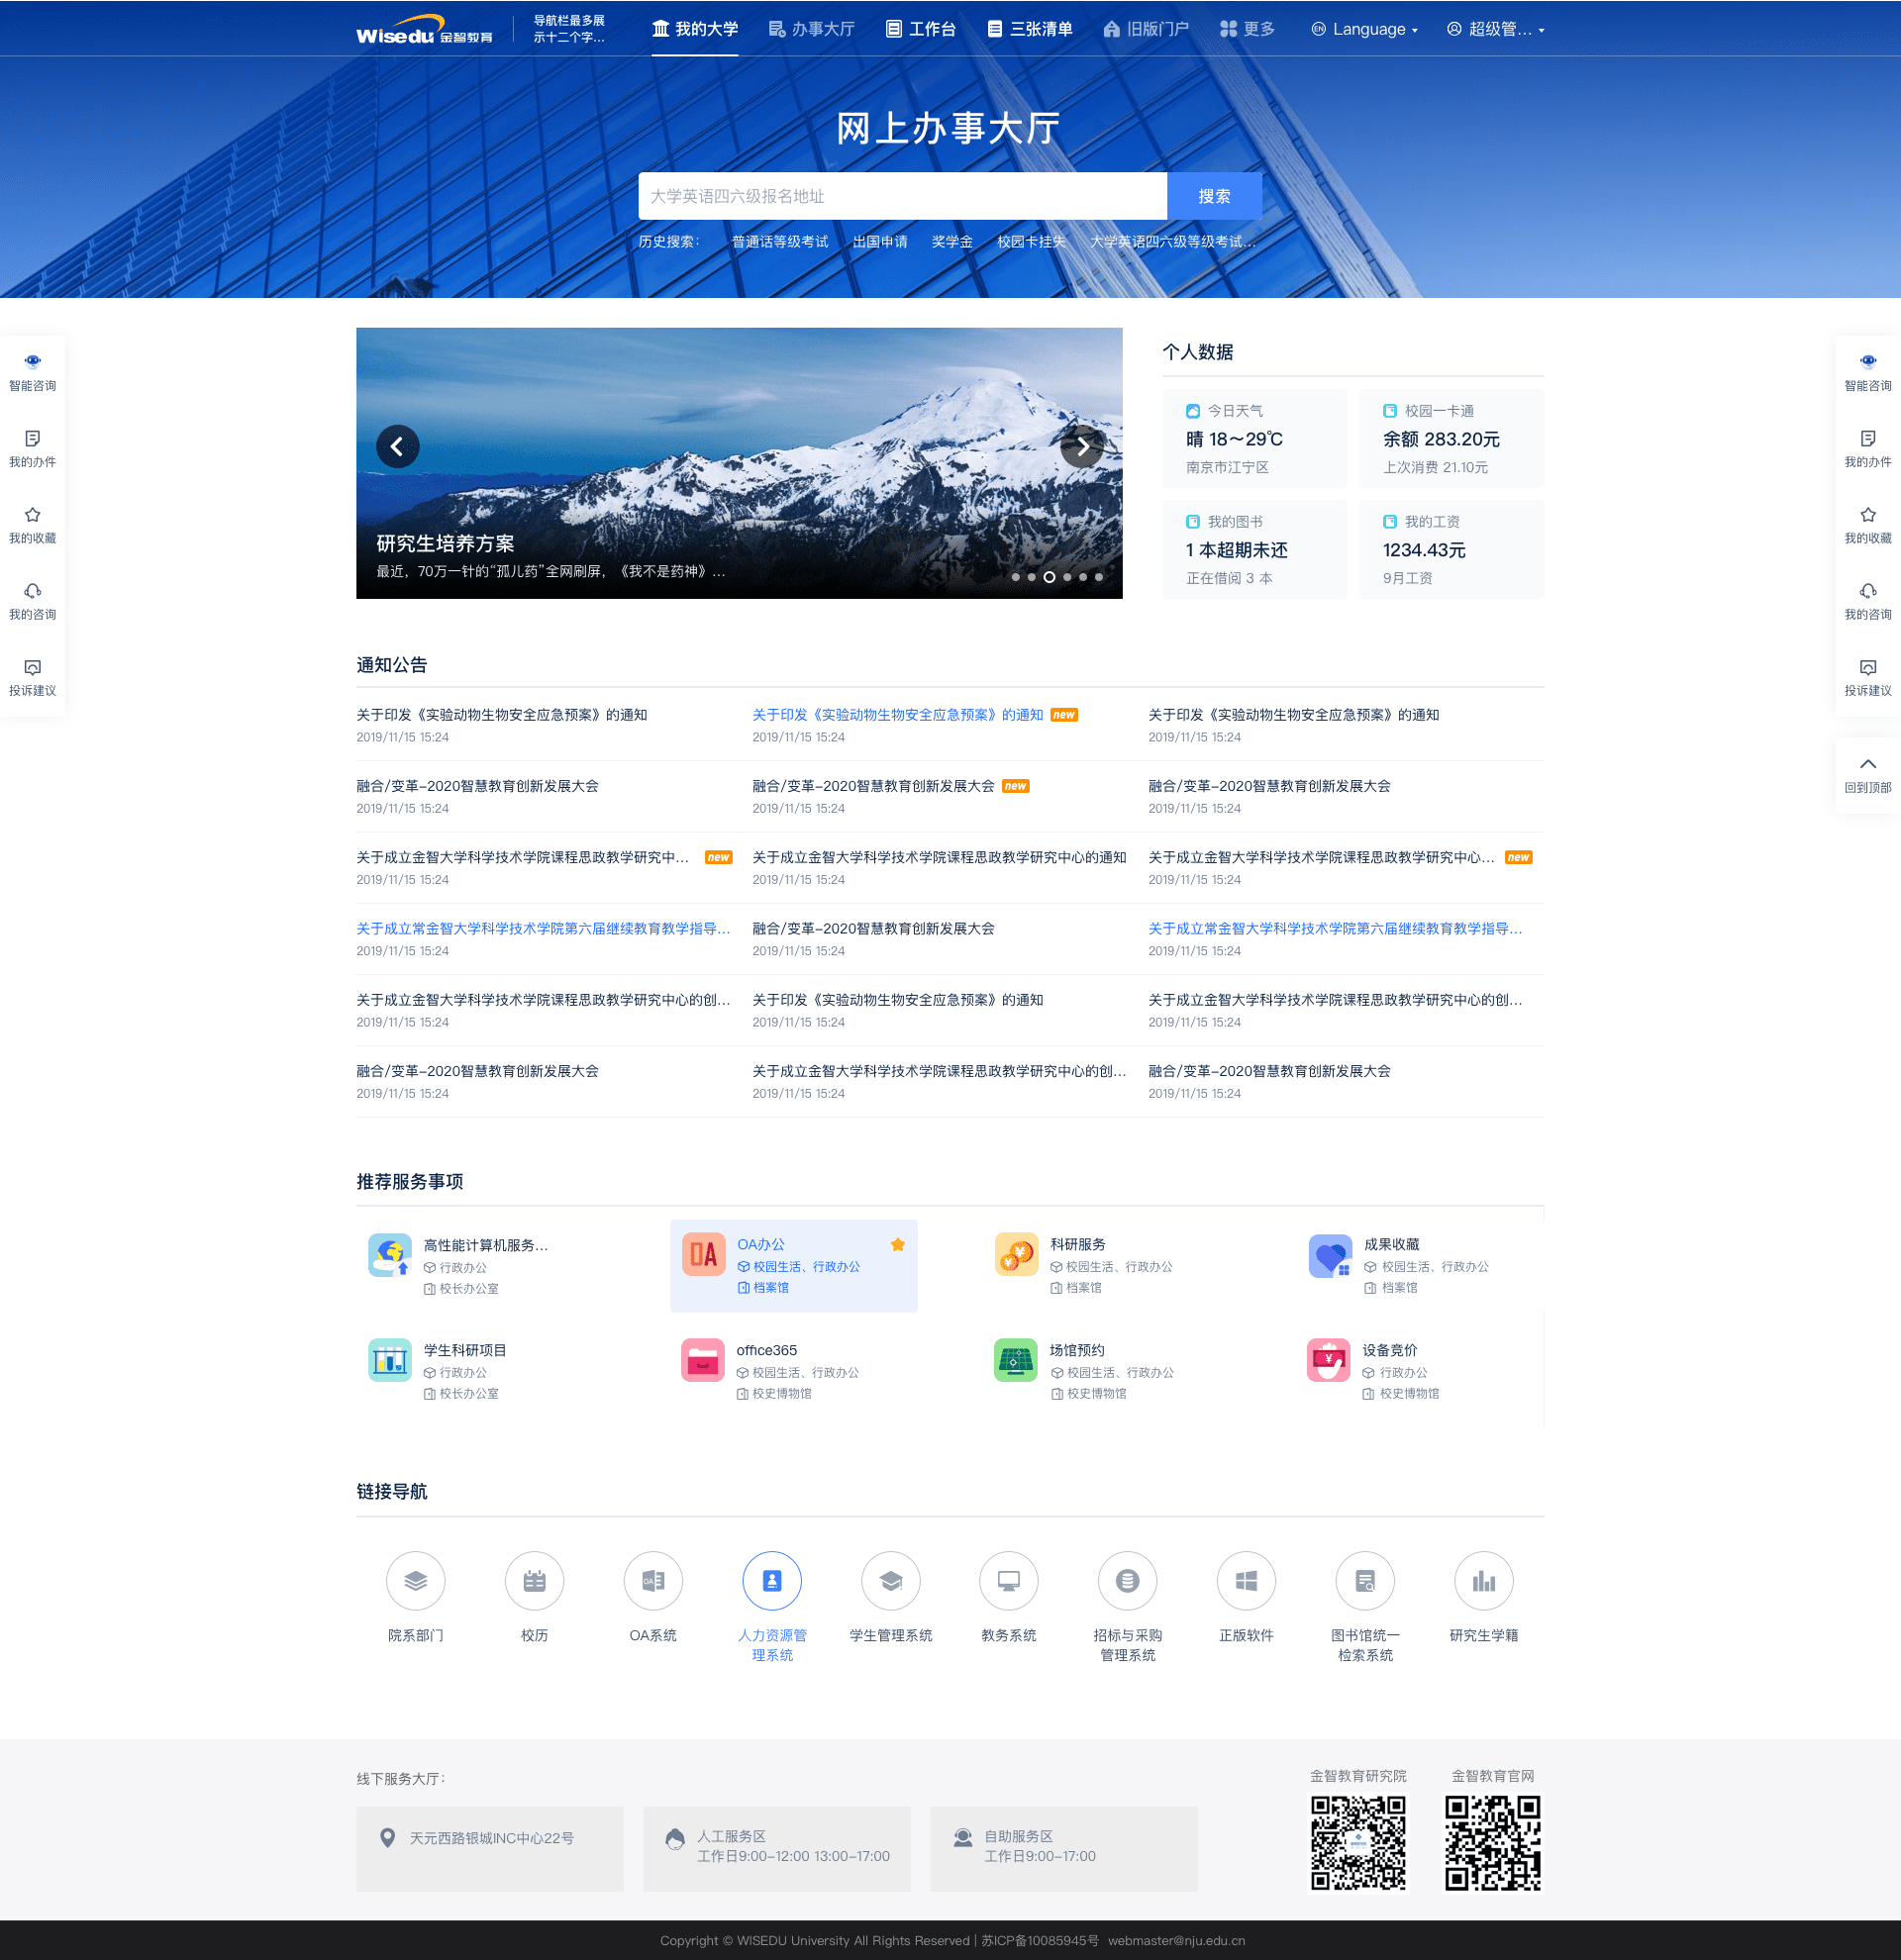 Wisedu 金智教育
导航栏最多展
示十二个字...
我的大学
办事大厅
工作台
三张清单
旧版门户
更多
EN Language
超级管...
网上办事大厅
大学英语四六级报名地址
搜索
历史搜索: 普通话等级考试 出国申请 奖学金 校园卡挂失 大学英语四六级等级考试...
智能咨询
我的办件
我的收藏
我的咨询
投诉建议
研究生培养方案
最近，70万一针的“孤儿药”全网刷屏，《我不是药神》...
个人数据
今日天气
晴 18～29℃
南京市江宁区
校园一卡通
余额 283.20元
上次消费 21.10元
我的图书
1 本超期未还
正在借阅 3 本
我的工资
1234.43元
9月工资
智能咨询
我的办件
我的收藏
我的咨询
投诉建议
回到顶部
通知公告
关于印发《实验动物生物安全应急预案》的通知
2019/11/15 15:24
关于印发《实验动物生物安全应急预案》的通知 new
2019/11/15 15:24
关于印发《实验动物生物安全应急预案》的通知
2019/11/15 15:24
融合/变革-2020智慧教育创新发展大会
2019/11/15 15:24
融合/变革-2020智慧教育创新发展大会 new
2019/11/15 15:24
融合/变革-2020智慧教育创新发展大会
2019/11/15 15:24
关于成立金智大学科学技术学院课程思政教学研究中... new
2019/11/15 15:24
关于成立金智大学科学技术学院课程思政教学研究中心的通知
2019/11/15 15:24
关于成立金智大学科学技术学院课程思政教学研究中心... new
2019/11/15 15:24
关于成立常金智大学科学技术学院第六届继续教育教学指导...
2019/11/15 15:24
融合/变革-2020智慧教育创新发展大会
2019/11/15 15:24
关于成立常金智大学科学技术学院第六届继续教育教学指导...
2019/11/15 15:24
关于成立金智大学科学技术学院课程思政教学研究中心的创...
2019/11/15 15:24
关于印发《实验动物生物安全应急预案》的通知
2019/11/15 15:24
关于成立金智大学科学技术学院课程思政教学研究中心的创...
2019/11/15 15:24
融合/变革-2020智慧教育创新发展大会
2019/11/15 15:24
关于成立金智大学科学技术学院课程思政教学研究中心的创...
2019/11/15 15:24
融合/变革-2020智慧教育创新发展大会
2019/11/15 15:24
推荐服务事项
高性能计算机服务...
行政办公
校长办公室
OA
OA办公
校园生活、行政办公
档案馆
科研服务
校园生活、行政办公
档案馆
成果收藏
校园生活、行政办公
档案馆
学生科研项目
行政办公
校长办公室
office365
校园生活、行政办公
校史博物馆
场馆预约
校园生活、行政办公
校史博物馆
设备竞价
行政办公
校史博物馆
链接导航
院系部门
校历
OA
OA系统
人力资源管
理系统
学生管理系统
教务系统
招标与采购
管理系统
正版软件
图书馆统一
检索系统
研究生学籍
线下服务大厅:
天元西路银城INC中心22号
人工服务区
工作日9:00-12:00 13:00-17:00
自助服务区
工作日9:00-17:00
金智教育研究院
金智教育官网
Copyright © WISEDU University All Rights Reserved | 苏ICP备10085945号 webmaster@nju.edu.cn